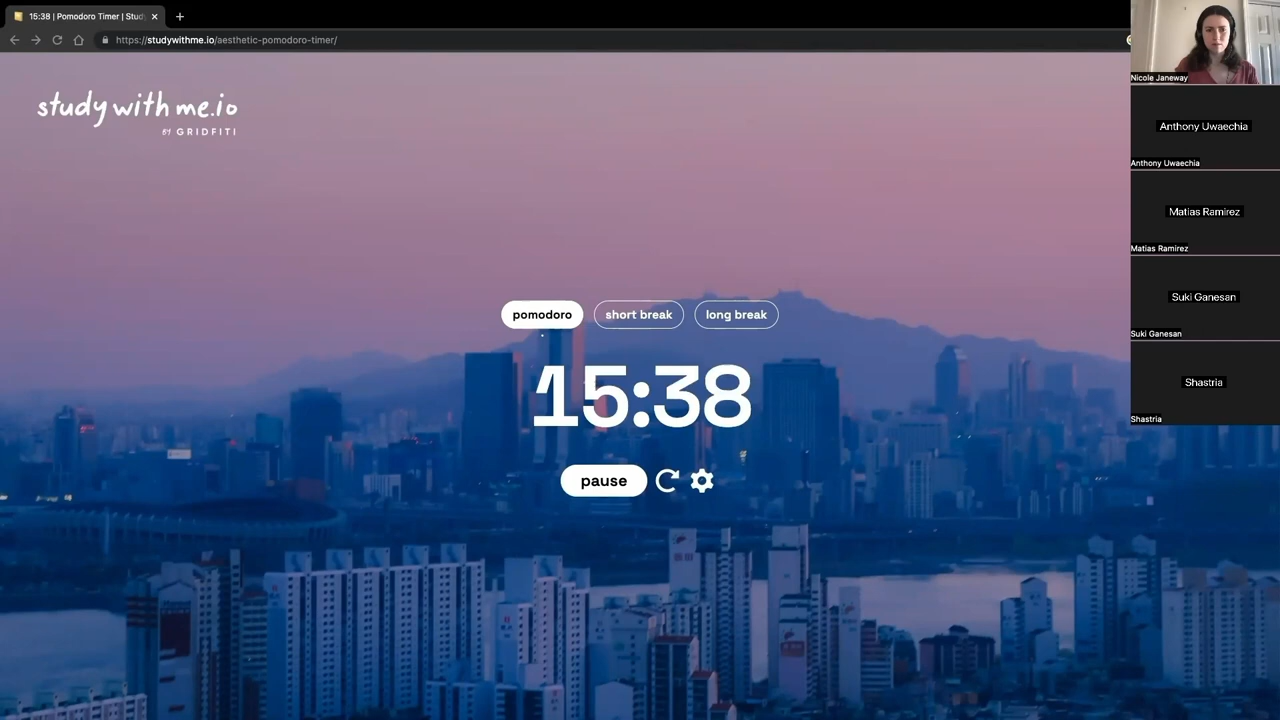 15:38 | Pomodoro Timer | Stud
https://studywithme.io/aesthetic-pomodoro-timer/
study with me.io
BY GRIDFITI
pomodoro
short break
long break
15:38
pause
Nicole Janeway
Anthony Uwaechia
Anthony Uwaechia
Matias Ramirez
Matias Ramirez
Suki Ganesan
Suki Ganesan
Shastria
Shastria